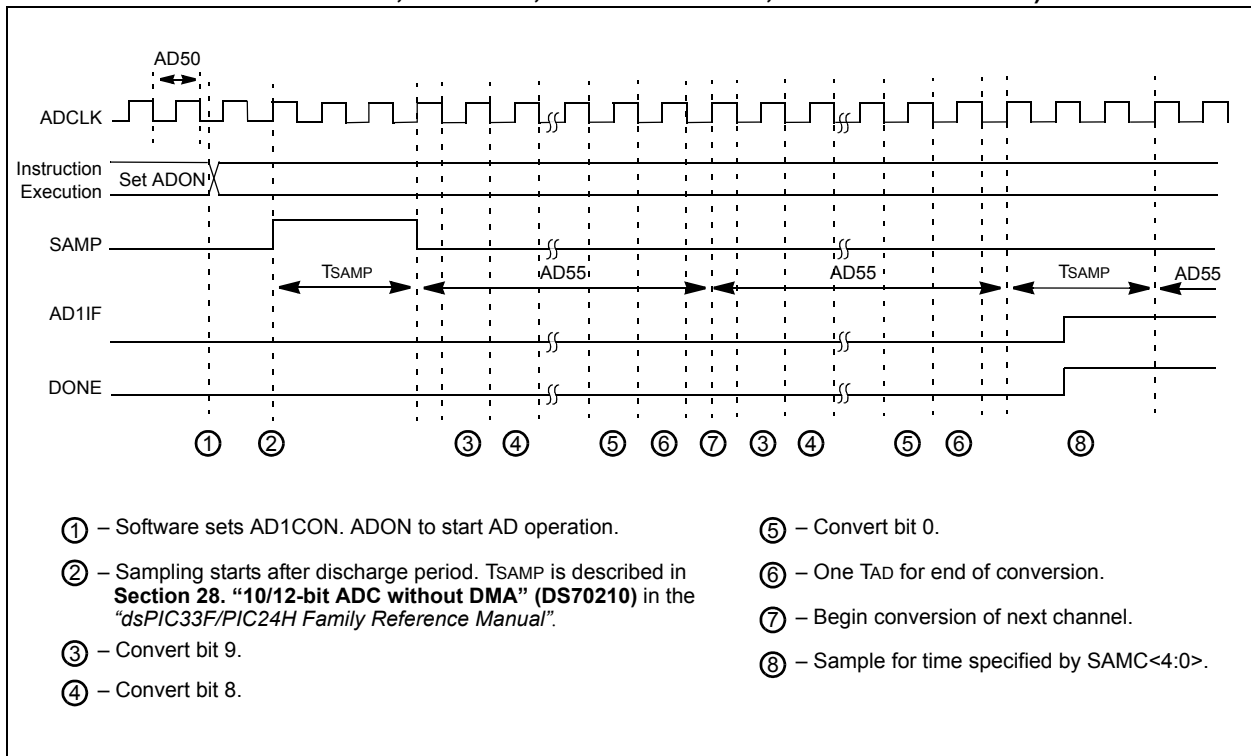 AD50
ADCLK
Instruction
Execution
Set ADON
SAMP
TSAMP
AD55
AD55
TSAMP
AD55
AD1IF
DONE
1 2 3 4 5 6 7 3 4 5 6 8
① – Software sets AD1CON. ADON to start AD operation.
② – Sampling starts after discharge period. TSAMP is described in
Section 28. “10/12-bit ADC without DMA” (DS70210) in the
“dsPIC33F/PIC24H Family Reference Manual”.
③ – Convert bit 9.
④ – Convert bit 8.
⑤ – Convert bit 0.
⑥ – One TAD for end of conversion.
⑦ – Begin conversion of next channel.
⑧ – Sample for time specified by SAMC<4:0>.